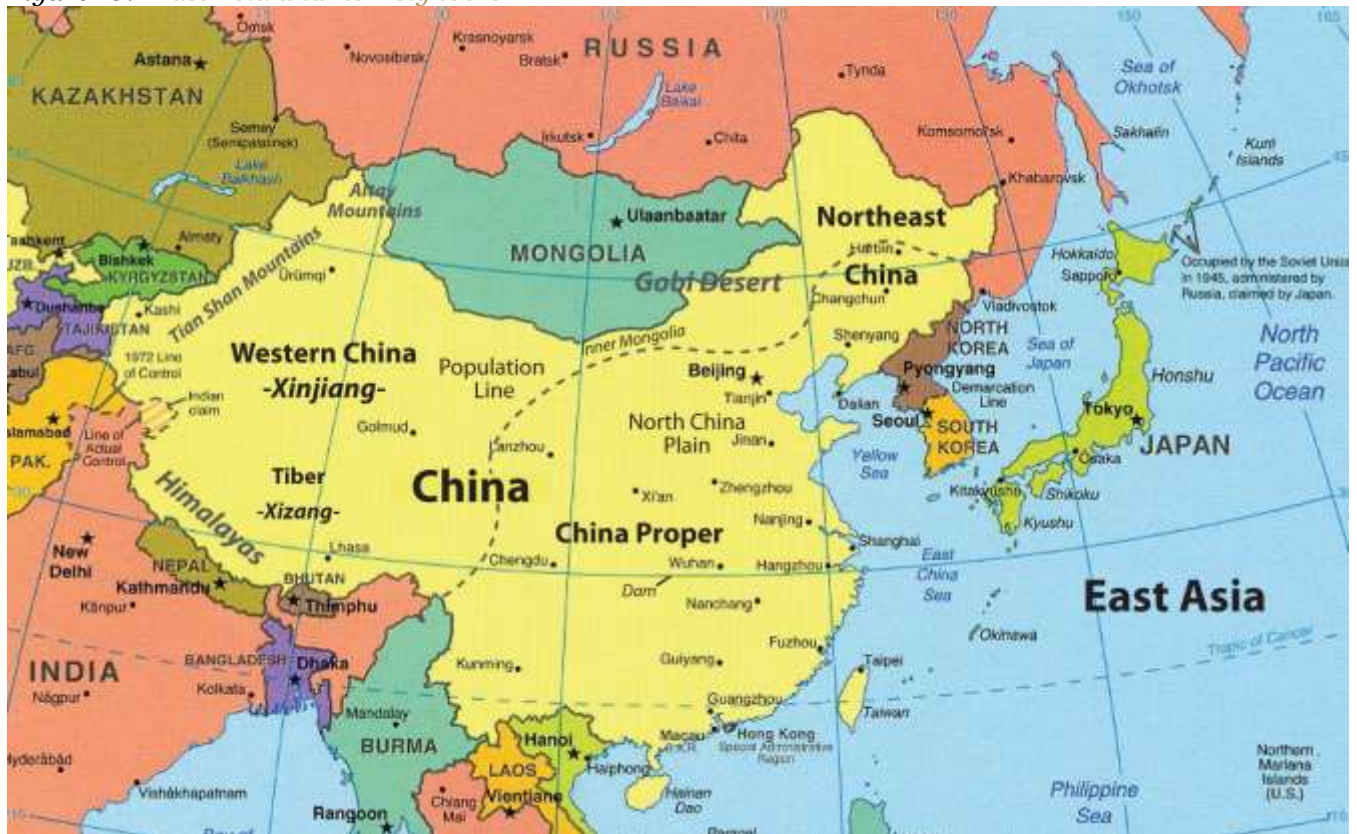 Omsk
Novosibirsk
Krasnoyarsk
Bratsk
RUSSIA
Tynda
Sea of
Okhotsk
Astana
KAZAKHSTAN
Semey
(Semipalatinsk)
Lake
Balkhash
Lake
Baikal
Irkutsk
Chita
Komsomol'sk
Sakhalin
Kuril
Islands
Khabarovsk
Altay
Mountains
Ulaanbaatar
MONGOLIA
Gobi Desert
Northeast
China
Harbin
Changchun
Hokkaido
Sapporo
Occupied by the Soviet Union
in 1945, administered by
Russia, claimed by Japan.
Almaty
Bishkek
KYRGYZSTAN
Tian Shan Mountains
Ürümqi
UZB.
Dushanbe
Kashi
TAJIKISTAN
AFG.
1972 Line
of Control
Indian
claim
Line of
Actual
Control
PAK.
Western China
-Xinjiang-
Population
Line
nner Mongolia
Shenyang
Vladivostok
NORTH
KOREA
Sea of
Japan
North
Pacific
Ocean
Beijing
Tianjin
Dalian
Pyongyang
Demarcation
Line
Honshu
Golmud
Lanzhou
North China
Plain
Jinan
Seoul
SOUTH
KOREA
Tokyo
JAPAN
Yellow
Sea
Osaka
Kitakyushu
Shikoku
Kyushu
Tiber
-Xizang-
China
Xi'an
Zhengzhou
China Proper
Nanjing
Shanghai
Himalayas
Lhasa
Chengdu
Wuhan
Hangzhou
East
China
Sea
New
Delhi
NEPAL
Kathmandu
BHUTAN
Thimphu
Dam
Nanchang
East Asia
Kānpur
Fuzhou
Okinawa
Tropic of Cancer
INDIA
BANGLADESH
Dhaka
Kunming
Guiyang
Taipei
Nāgpur
Kolkata
Mandalay
Guangzhou
Taiwan
BURMA
Hanoi
Macau
S.A.R.
Hong Kong
Special Administrative
Region
Haiphong
LAOS
Hainan
Dao
Vishākhapatnam
Chiang
Mai
Vientiane
Rangoon
Philippine
Sea
Northern
Mariana
Islands
(U.S.)